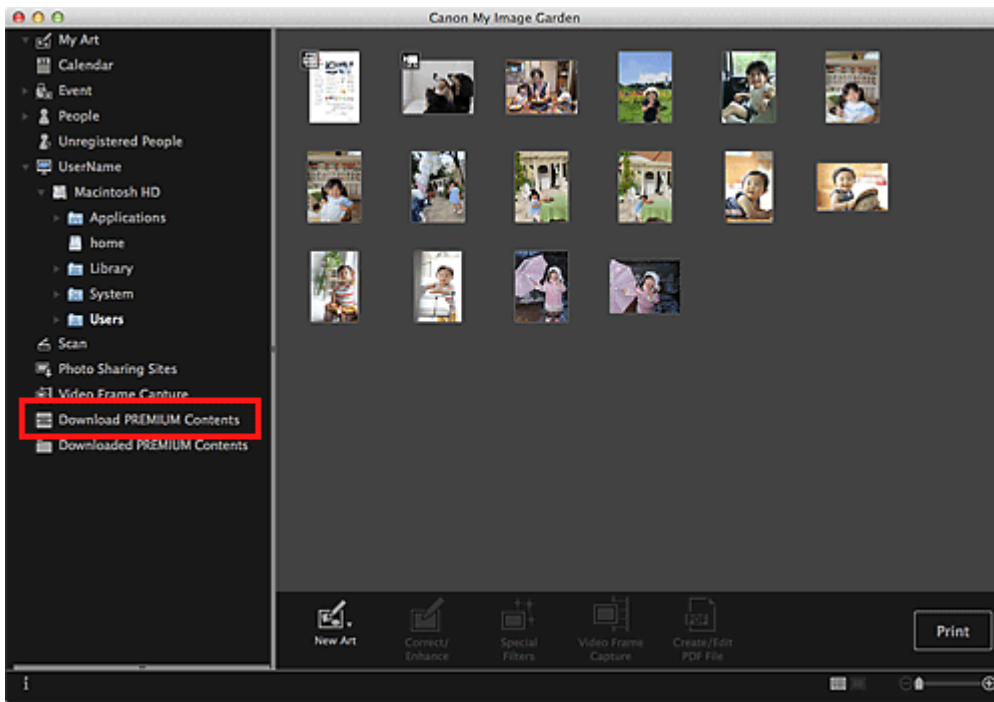 Canon My Image Garden
My Art
Calendar
Event
People
Unregistered People
UserName
Macintosh HD
Applications
home
Library
System
Users
Scan
Photo Sharing Sites
Video Frame Capture
Download PREMIUM Contents
Downloaded PREMIUM Contents
New Art
Correct/
Enhance
Special
Filters
Video Frame
Capture
Create/Edit
PDF File
Print